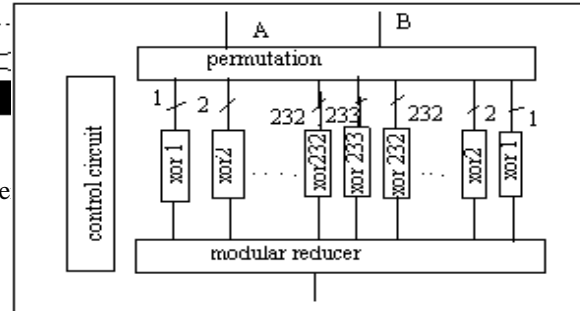 A B
permutation
1 2 232 233 232 2 1
control circuit
xor 1 xor2 .... xor232 xor 233 xor 232 ... xor2 xor 1
e
modular reducer